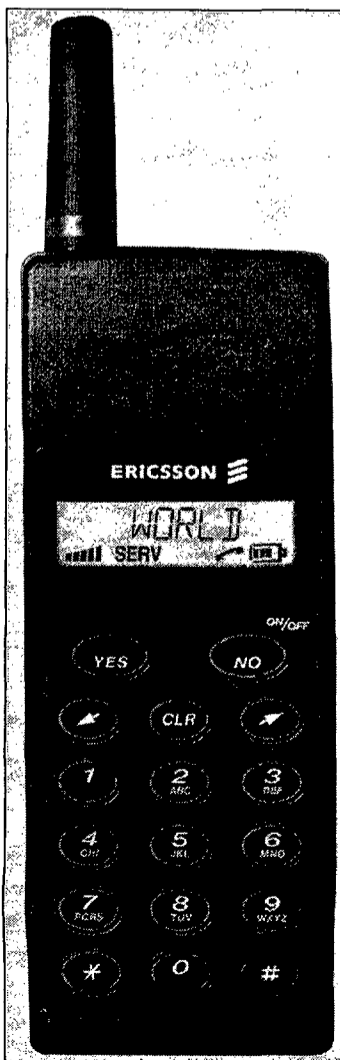 ERICSSON
WORLD
SERV
ON/OFF
YES NO
CLR
1 2 3
ABC DEF
4 5 6
GHI JKL MNO
7 8 9
PQRS TUV WXYZ
* 0 #